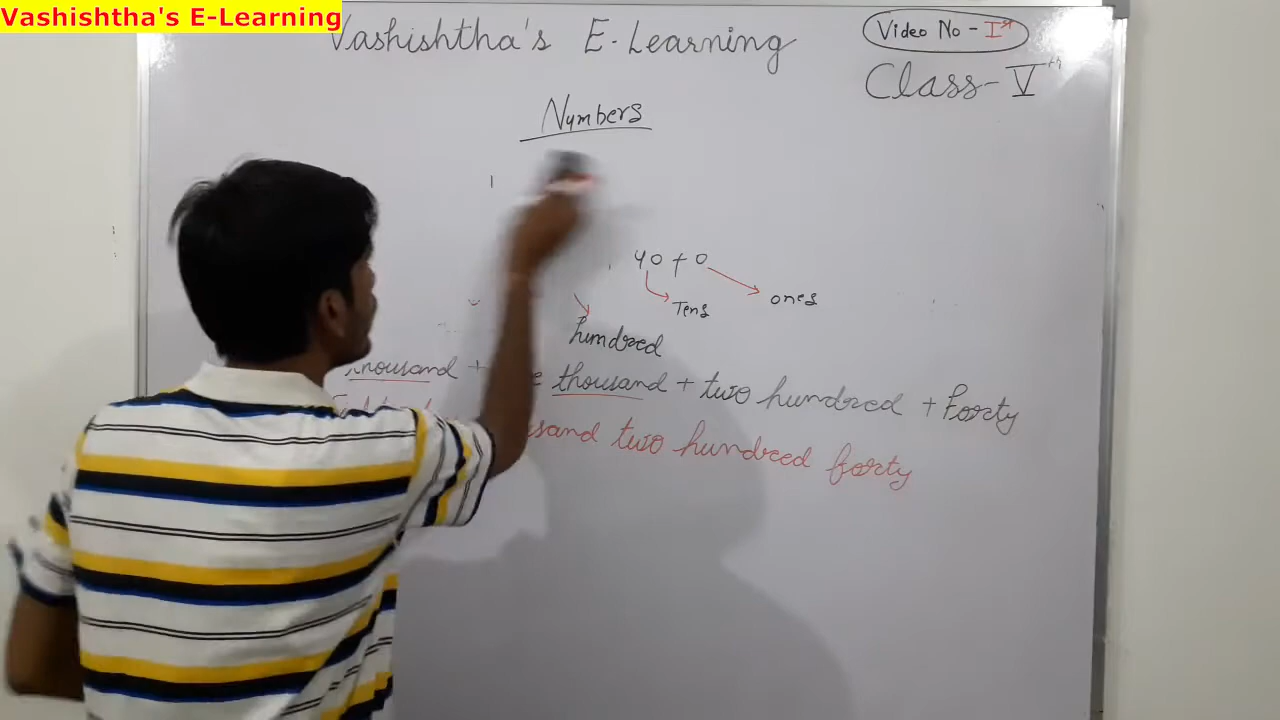 Vashishtha's E-Learning
Vashishtha's E-Learning
Video No - Ist
Class - Vth
Numbers
40 + 0
Tens
ones
hundred
thousand + thousand + two hundred + Forty
two hundred forty